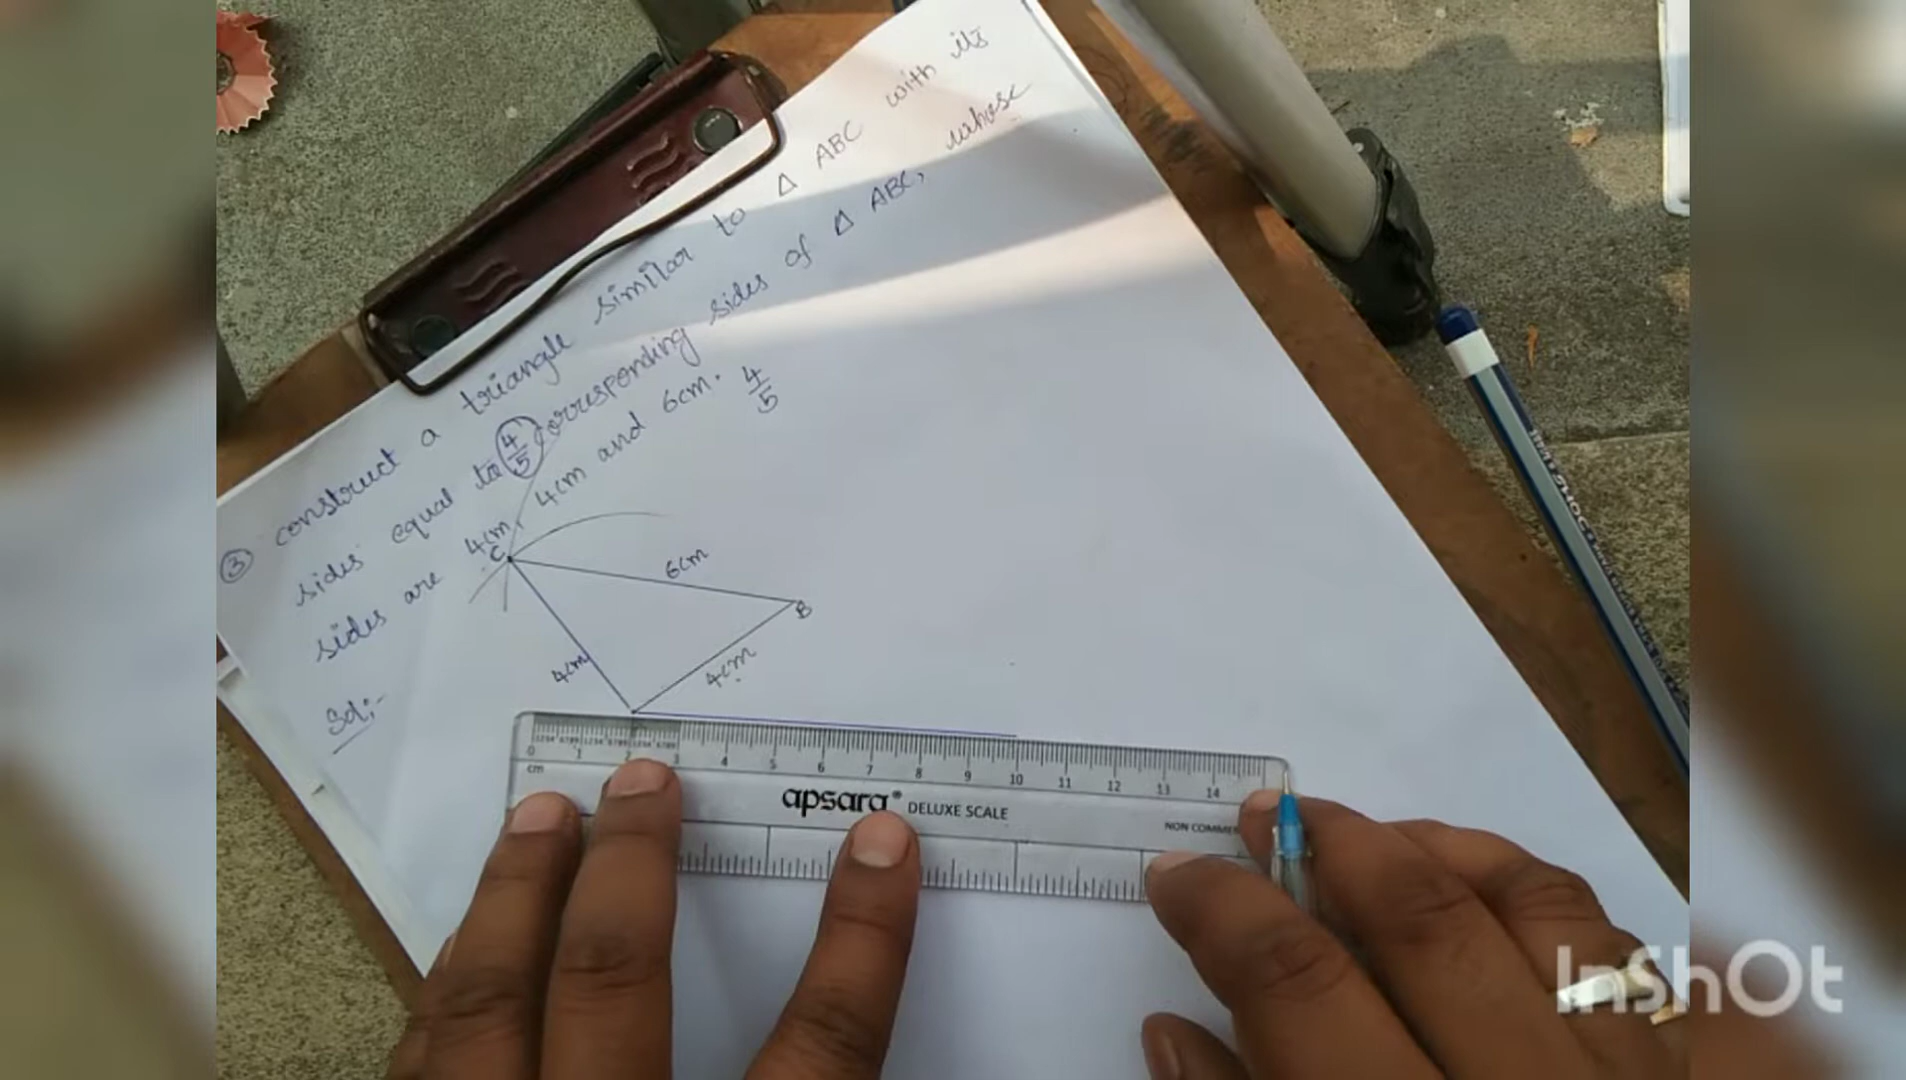 ③ construct a triangle similar to Δ ABC with its
sides equal to 4/5 corresponding sides of Δ ABC, whose
sides are 4cm, 4cm and 6cm. 4/5
Sol:-
C
6cm
B
4cm
4cm
0 1 2 3 4 5 6 7 8 9 10 11 12 13 14
cm
apsara® DELUXE SCALE
NON COMMER
InShOt